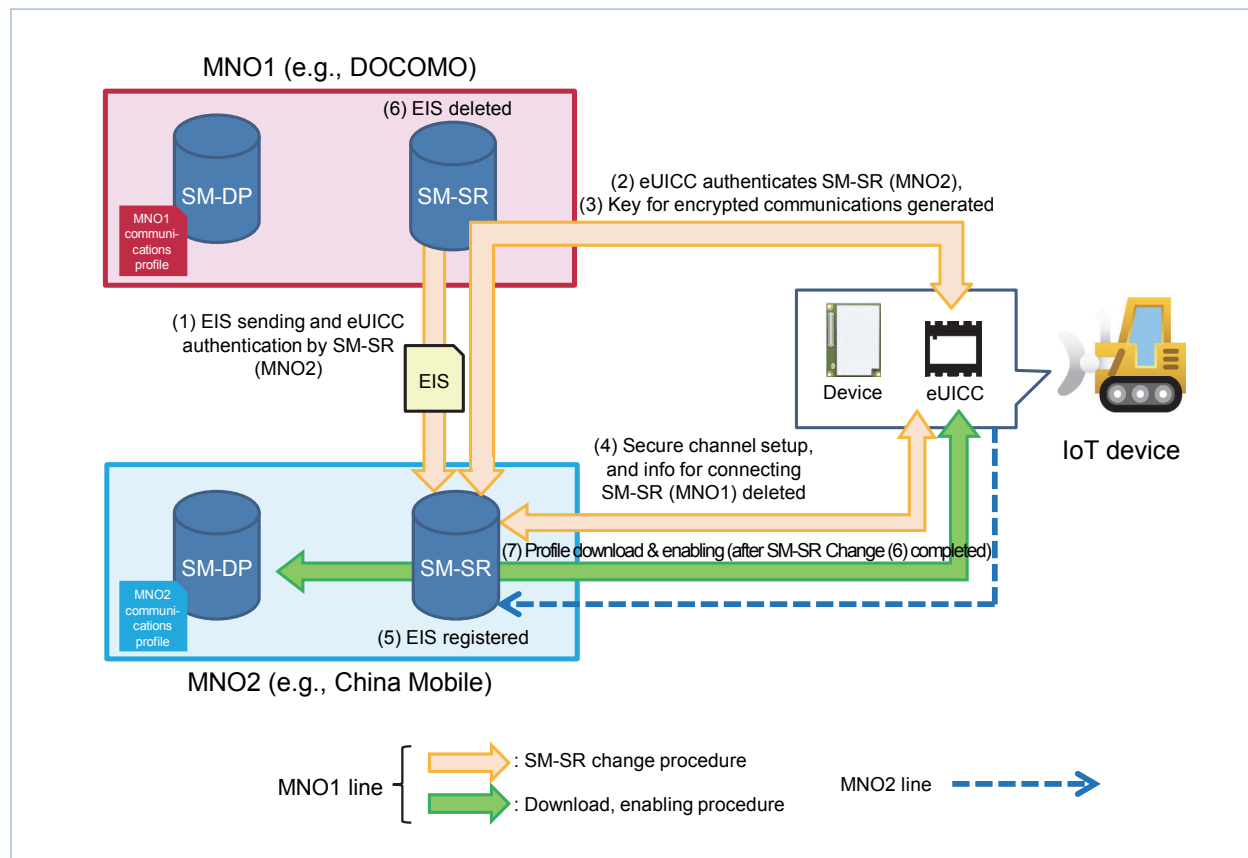 MNO1 (e.g., DOCOMO)
(6) EIS deleted
SM-DP
SM-SR
MNO1
communi-
cations
profile
(2) eUICC authenticates SM-SR (MNO2),
(3) Key for encrypted communications generated
(1) EIS sending and eUICC
authentication by SM-SR
(MNO2)
EIS
Device
eUICC
IoT device
(4) Secure channel setup,
and info for connecting
SM-SR (MNO1) deleted
SM-DP
SM-SR
(7) Profile download & enabling (after SM-SR Change (6) completed)
MNO2
communi-
cations
profile
(5) EIS registered
MNO2 (e.g., China Mobile)
MNO1 line
: SM-SR change procedure
: Download, enabling procedure
MNO2 line